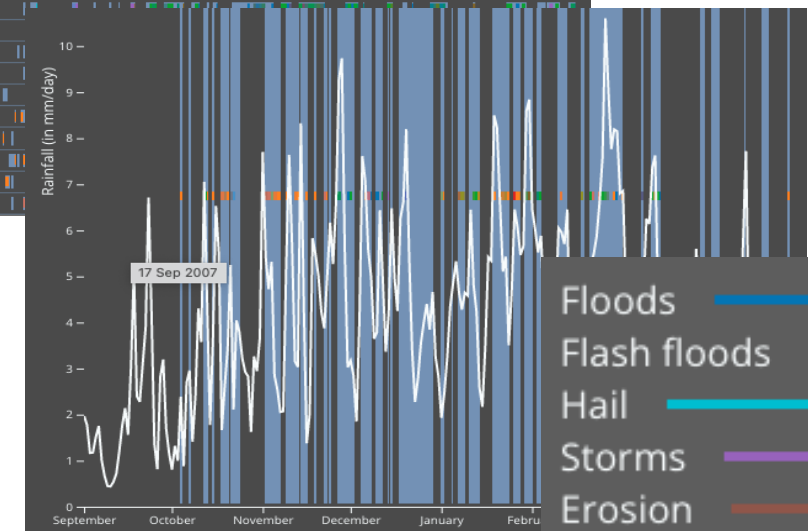 Rainfall (in mm/day)
10
9
8
7
6
5
4
3
2
1
0
17 Sep 2007
September October November December January Febru
Floods
Flash floods
Hail
Storms
Erosion